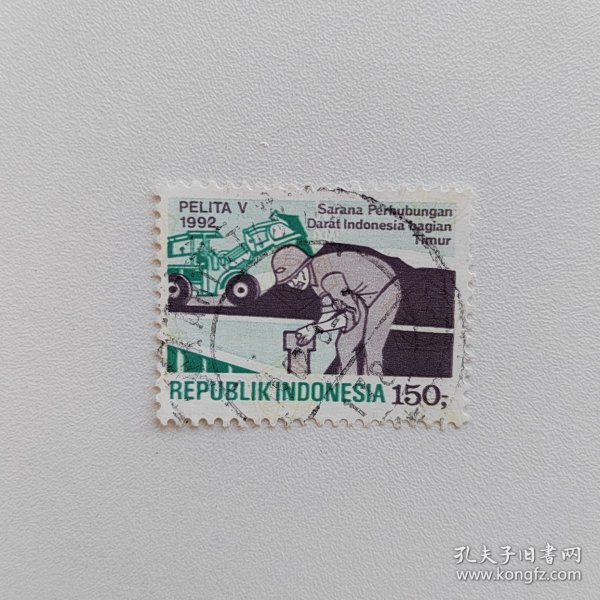 PELITA V
1992
Sarana Perhubungan
Darat Indonesia bagian
Timur
REPUBLIK INDONESIA 150,-
孔夫子旧书网
www.kongfz.com